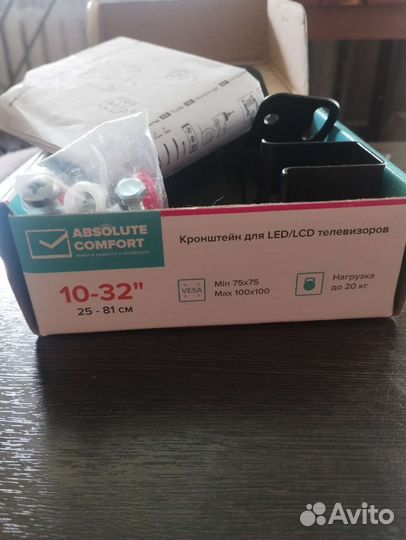 ABSOLUTE
COMFORT
Кронштейн для LED/LCD телевизоров
10-32"
25 - 81 см
VESA
Min 75x75
Max 100x100
Нагрузка
до 20 кг
Avito